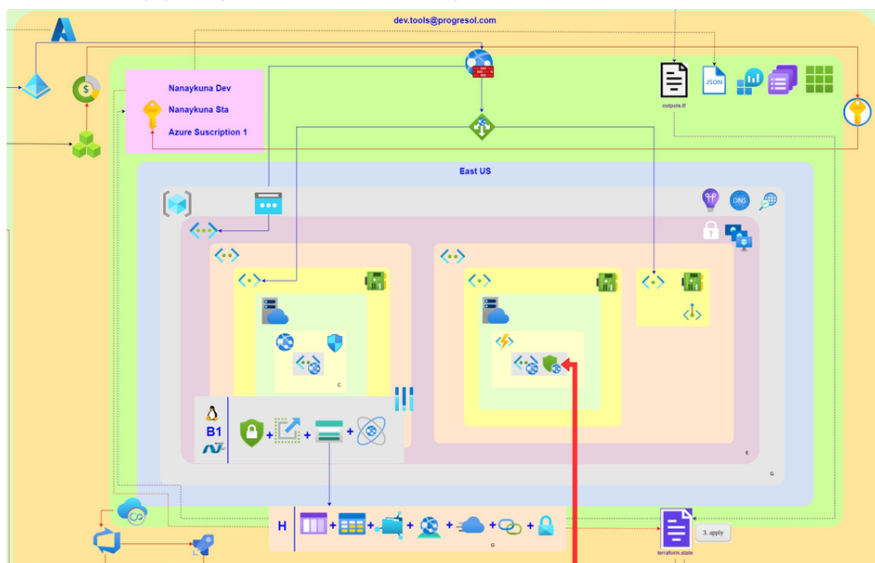 dev.tools@progresol.com
Nanaykuna Dev
Nanaykuna Sta
Azure Suscription 1
outputs.tf
JSON
East US
DNS
C
B1
E
G
H
G
terraform.state
3. apply